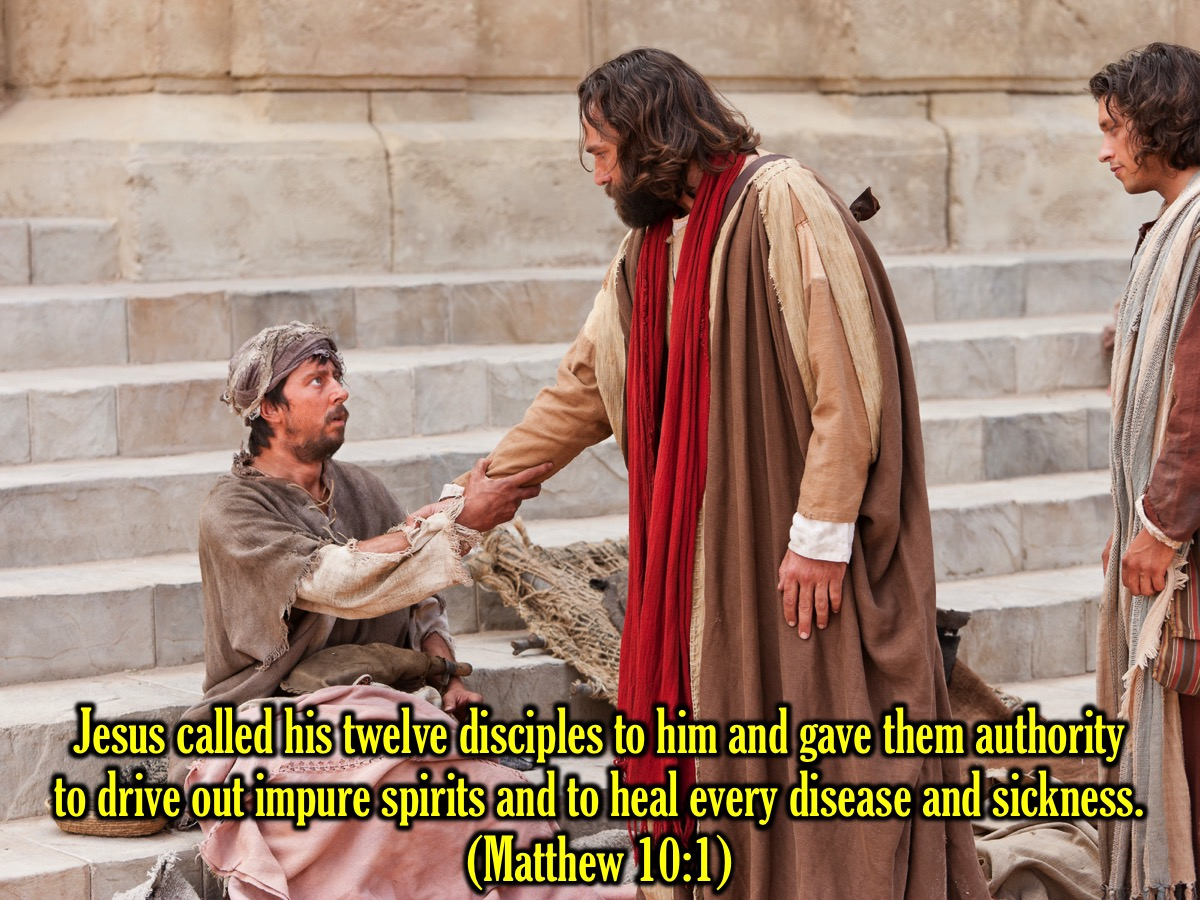 Jesus called his twelve disciples to him and gave them authority
to drive out impure spirits and to heal every disease and sickness.
(Matthew 10:1)